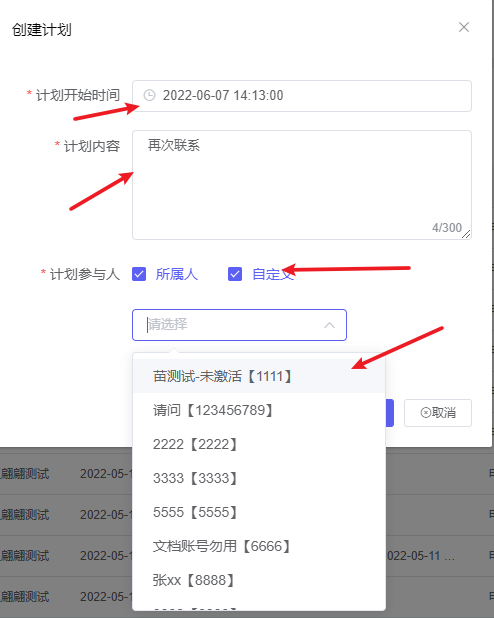 创建计划
* 计划开始时间 2022-06-07 14:13:00
* 计划内容 再次联系
4/300
* 计划参与人 所属人 自定义
请选择
苗测试-未激活【1111】
请问【123456789】
取消
2222【2222】
3333【3333】
翩翩测试 2022-05-1
5555【5555】
翩翩测试 2022-05-1
文档账号勿用【6666】
翩翩测试 2022-05-1 022-05-11 ...
张xx【8888】
翩翩测试 2022-05-1